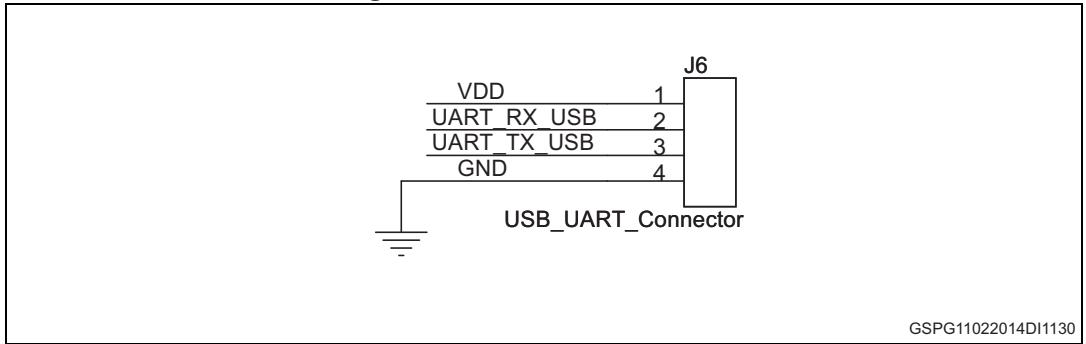 J6
VDD 1
UART_RX_USB 2
UART_TX_USB 3
GND 4
USB_UART_Connector
GSPG11022014DI1130